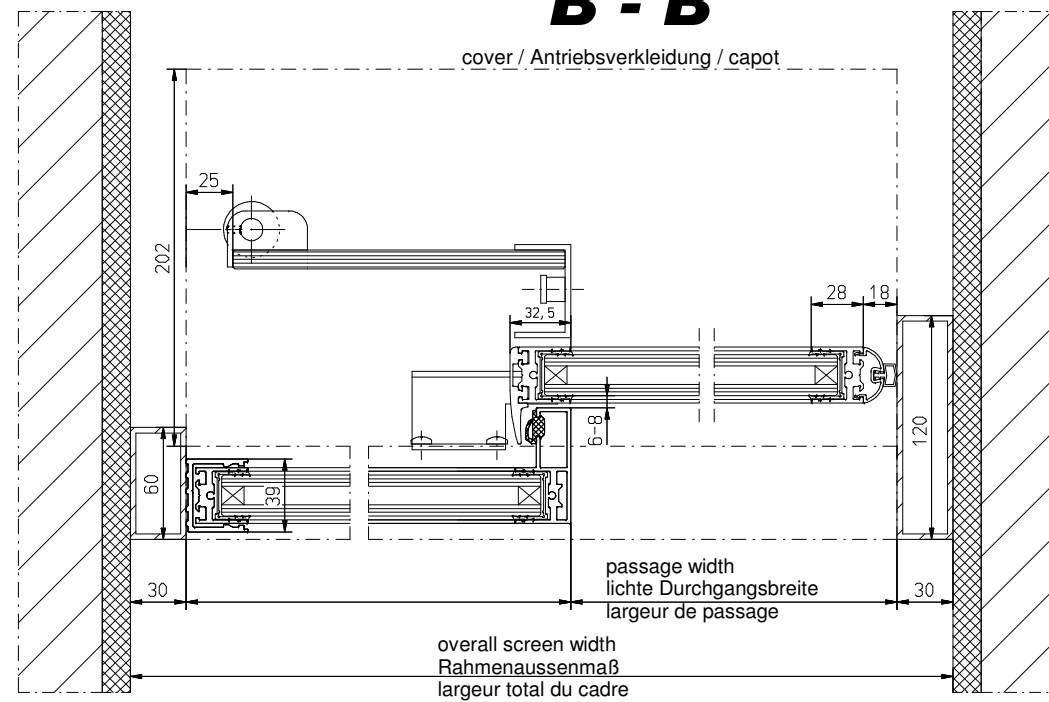 B - B
cover / Antriebsverkleidung / capot
25
202
28
18
32,5
6-8
120
60
39
passage width
lichte Durchgangsbreite
largeur de passage
30
30
overall screen width
Rahmenaussenmaß
largeur total du cadre